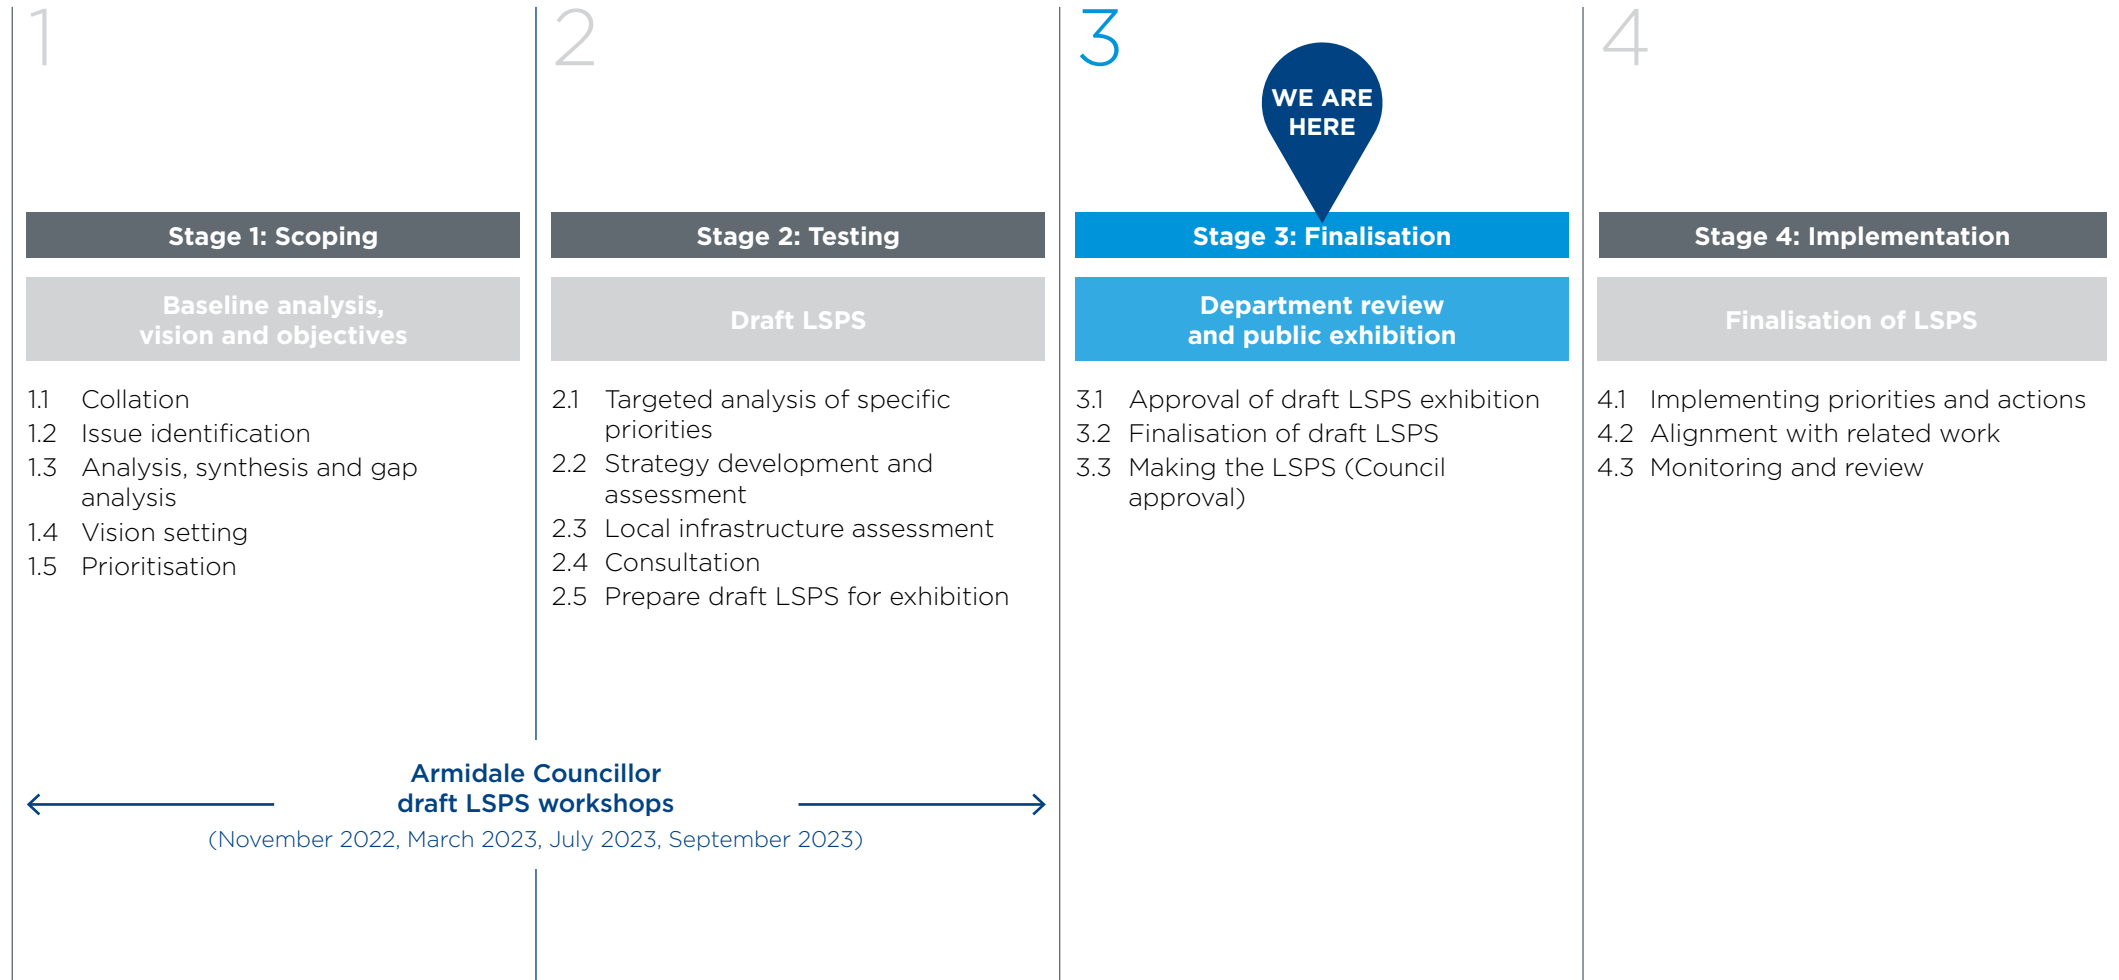 1
Stage 1: Scoping
Baseline analysis,
vision and objectives
1.1 Collation
1.2 Issue identification
1.3 Analysis, synthesis and gap
analysis
1.4 Vision setting
1.5 Prioritisation
2
Stage 2: Testing
Draft LSPS
2.1 Targeted analysis of specific
priorities
2.2 Strategy development and
assessment
2.3 Local infrastructure assessment
2.4 Consultation
2.5 Prepare draft LSPS for exhibition
Armidale Councillor
draft LSPS workshops
(November 2022, March 2023, July 2023, September 2023)
3
WE ARE
HERE
Stage 3: Finalisation
Department review
and public exhibition
3.1 Approval of draft LSPS exhibition
3.2 Finalisation of draft LSPS
3.3 Making the LSPS (Council
approval)
4
Stage 4: Implementation
Finalisation of LSPS
4.1 Implementing priorities and actions
4.2 Alignment with related work
4.3 Monitoring and review